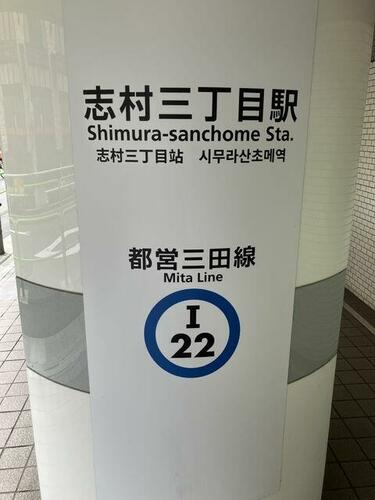 志村三丁目駅
Shimura-sanchome Sta.
志村三丁目站 시무라산초메역
都営三田線
Mita Line
I
22